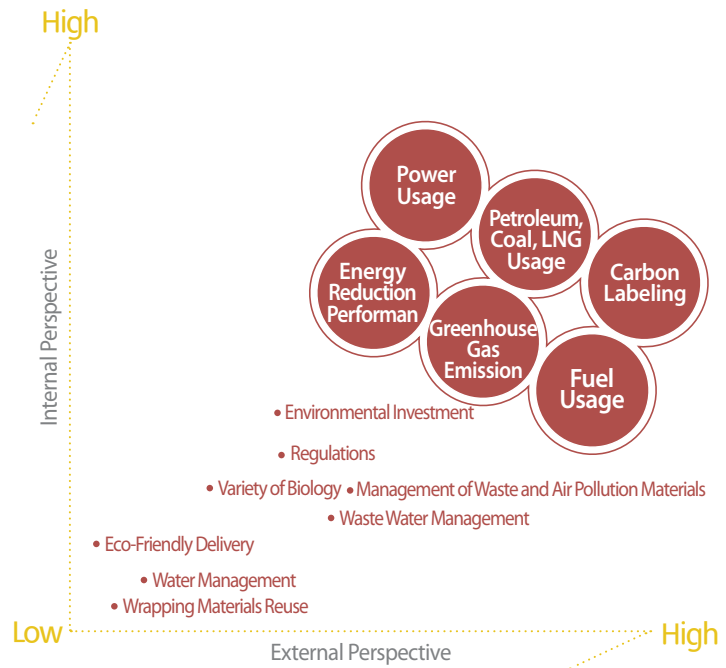 High
Power
Usage
Petroleum,
Coal, LNG
Usage
Energy
Reduction
Performan
Carbon
Labeling
Greenhouse
Gas
Emission
Fuel
Usage
Internal Perspective
• Environmental Investment
• Regulations
• Variety of Biology
• Management of Waste and Air Pollution Materials
• Waste Water Management
• Eco-Friendly Delivery
• Water Management
• Wrapping Materials Reuse
Low
High
External Perspective